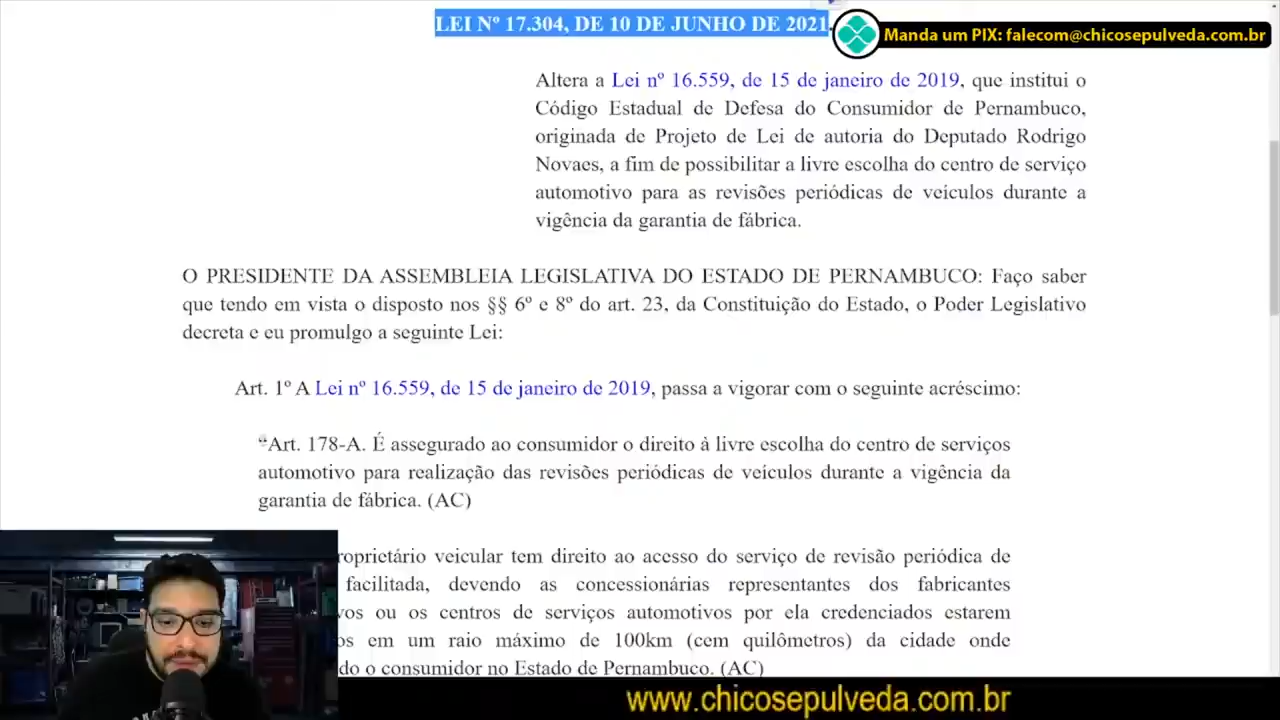 LEI Nº 17.304, DE 10 DE JUNHO DE 2021.
Manda um PIX: falecom@chicosepulveda.com.br
Altera a Lei nº 16.559, de 15 de janeiro de 2019, que institui o
Código Estadual de Defesa do Consumidor de Pernambuco,
originada de Projeto de Lei de autoria do Deputado Rodrigo
Novaes, a fim de possibilitar a livre escolha do centro de serviço
automotivo para as revisões periódicas de veículos durante a
vigência da garantia de fábrica.
O PRESIDENTE DA ASSEMBLEIA LEGISLATIVA DO ESTADO DE PERNAMBUCO: Faço saber
que tendo em vista o disposto nos §§ 6º e 8º do art. 23, da Constituição do Estado, o Poder Legislativo
decreta e eu promulgo a seguinte Lei:
Art. 1º A Lei nº 16.559, de 15 de janeiro de 2019, passa a vigorar com o seguinte acréscimo:
“Art. 178-A. É assegurado ao consumidor o direito à livre escolha do centro de serviços
automotivo para realização das revisões periódicas de veículos durante a vigência da
garantia de fábrica. (AC)
roprietário veicular tem direito ao acesso do serviço de revisão periódica de
facilitada, devendo as concessionárias representantes dos fabricantes
vos ou os centros de serviços automotivos por ela credenciados estarem
os em um raio máximo de 100km (cem quilômetros) da cidade onde
do o consumidor no Estado de Pernambuco. (AC)
www.chicosepulveda.com.br